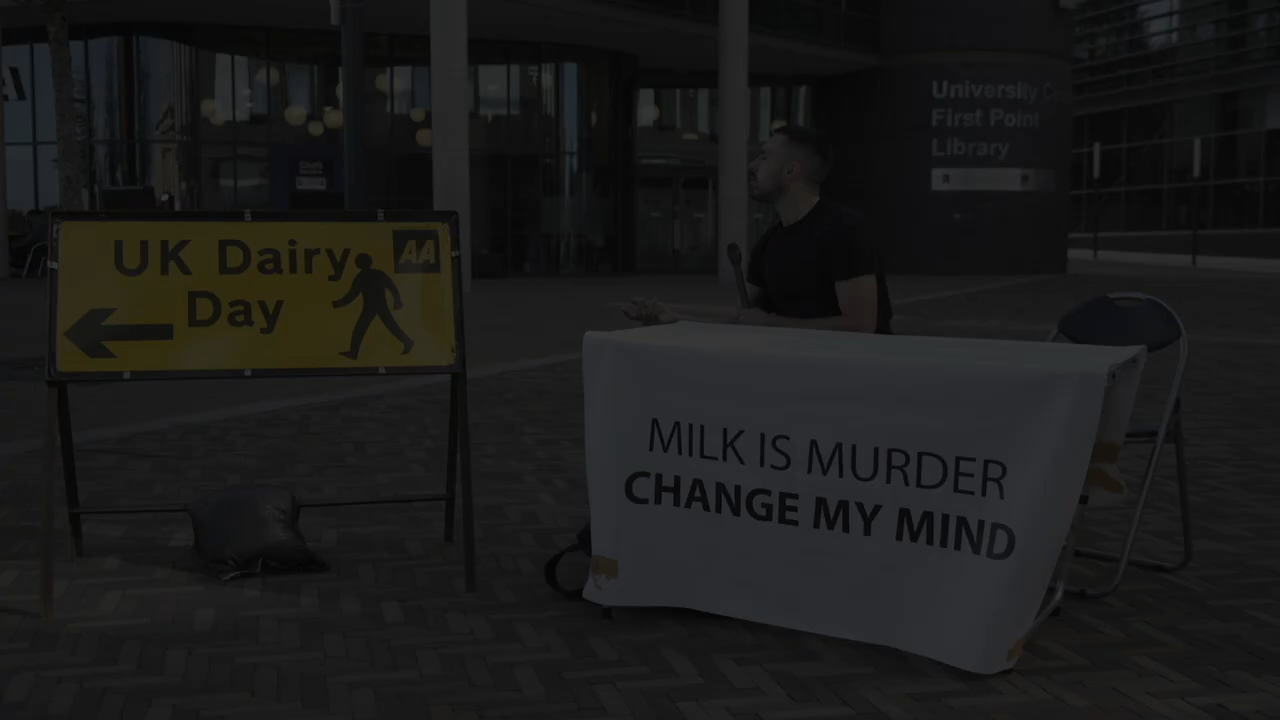 UK Dairy
Day
AA
University
First Point
Library
MILK IS MURDER
CHANGE MY MIND